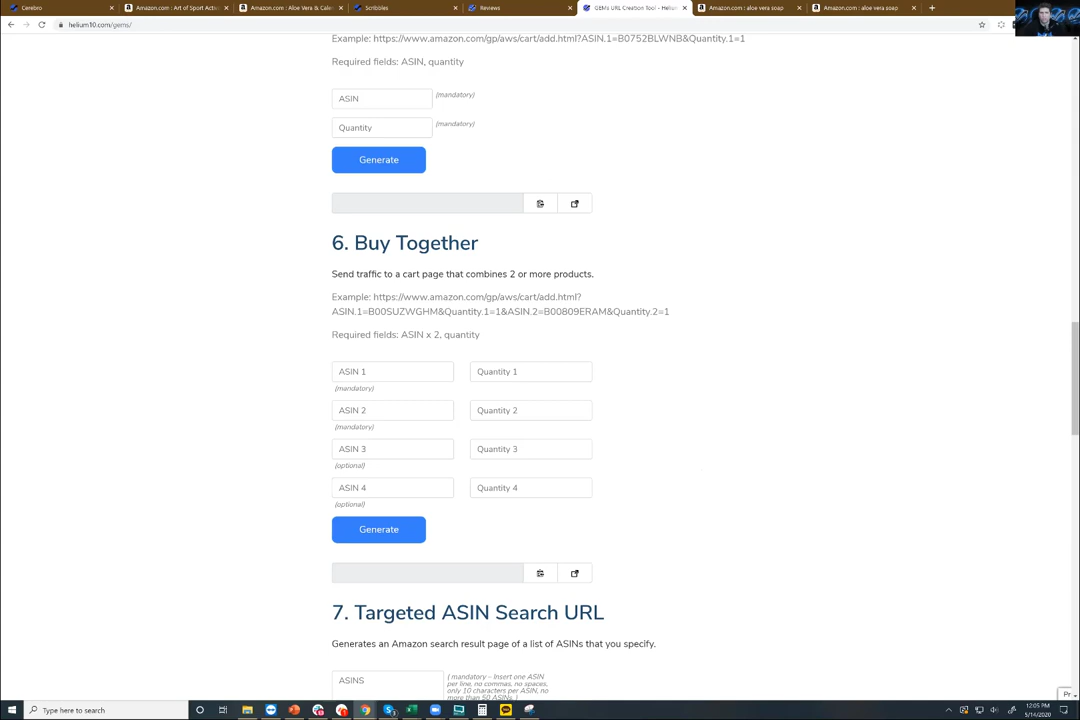 Cerebro
Amazon.com : Art of Sport Activ
Amazon.com : Aloe Vera & Calen
Scribbles
Reviews
GEMs URL Creation Tool - Helium
Amazon.com : aloe vera soap
Amazon.com : aloe vera soap
helium10.com/gems/
Example: https://www.amazon.com/gp/aws/cart/add.html?ASIN.1=B0752BLWNB&Quantity.1=1
Required fields: ASIN, quantity
ASIN (mandatory)
Quantity (mandatory)
Generate
6. Buy Together
Send traffic to a cart page that combines 2 or more products.
Example: https://www.amazon.com/gp/aws/cart/add.html?
ASIN.1=B00SUZWGHM&Quantity.1=1&ASIN.2=B00809ERAM&Quantity.2=1
Required fields: ASIN x 2, quantity
ASIN 1 Quantity 1
(mandatory)
ASIN 2 Quantity 2
(mandatory)
ASIN 3 Quantity 3
(optional)
ASIN 4 Quantity 4
(optional)
Generate
7. Targeted ASIN Search URL
Generates an Amazon search result page of a list of ASINs that you specify.
ASINS
( mandatory – Insert one ASIN
per line, no commas, no spaces,
only 10 characters per ASIN, no
more than 50 ASINs. )
Pr
Type here to search
12:05 PM
5/14/2020